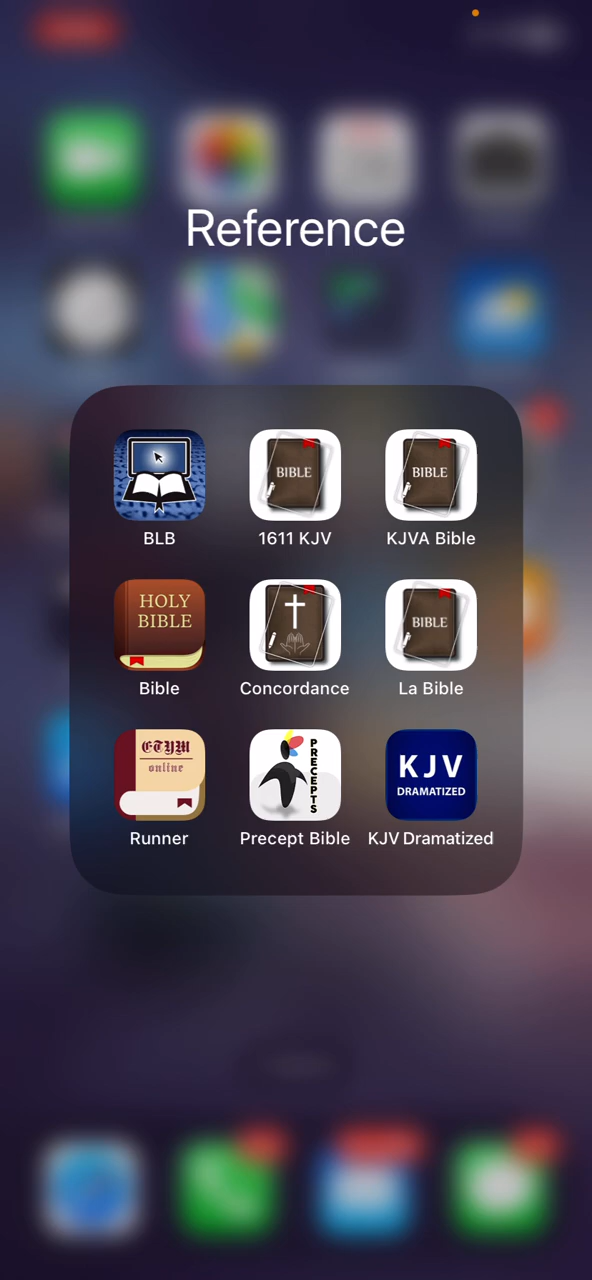 Reference
BLB
BIBLE
1611 KJV
BIBLE
KJVA Bible
HOLY
BIBLE
Bible
Concordance
BIBLE
La Bible
ETYM
online
Runner
PRECEPTS
Precept Bible
KJV
DRAMATIZED
KJV Dramatized